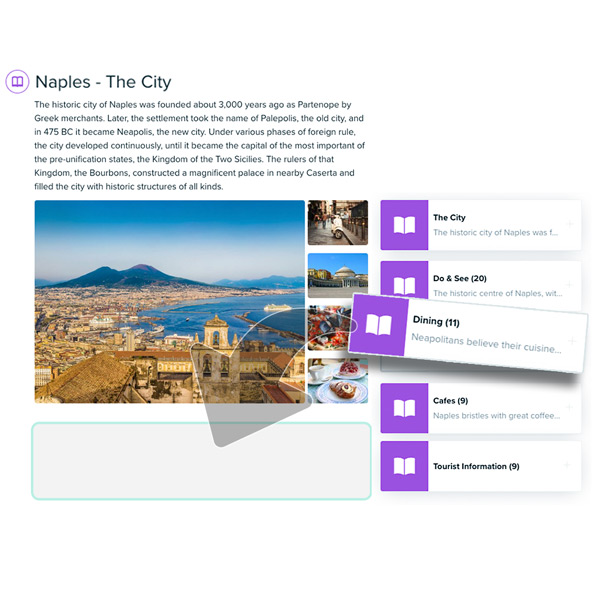 Naples - The City
The historic city of Naples was founded about 3,000 years ago as Partenope by
Greek merchants. Later, the settlement took the name of Palepolis, the old city, and
in 475 BC it became Neapolis, the new city. Under various phases of foreign rule,
the city developed continuously, until it became the capital of the most important of
the pre-unification states, the Kingdom of the Two Sicilies. The rulers of that
Kingdom, the Bourbons, constructed a magnificent palace in nearby Caserta and
filled the city with historic structures of all kinds.
The City
The historic city of Naples was f...
Do & See (20)
The historic centre of Naples, wit...
Dining (11)
Neapolitans believe their cuisine...
Cafes (9)
Naples bristles with great coffee...
Tourist Information (9)